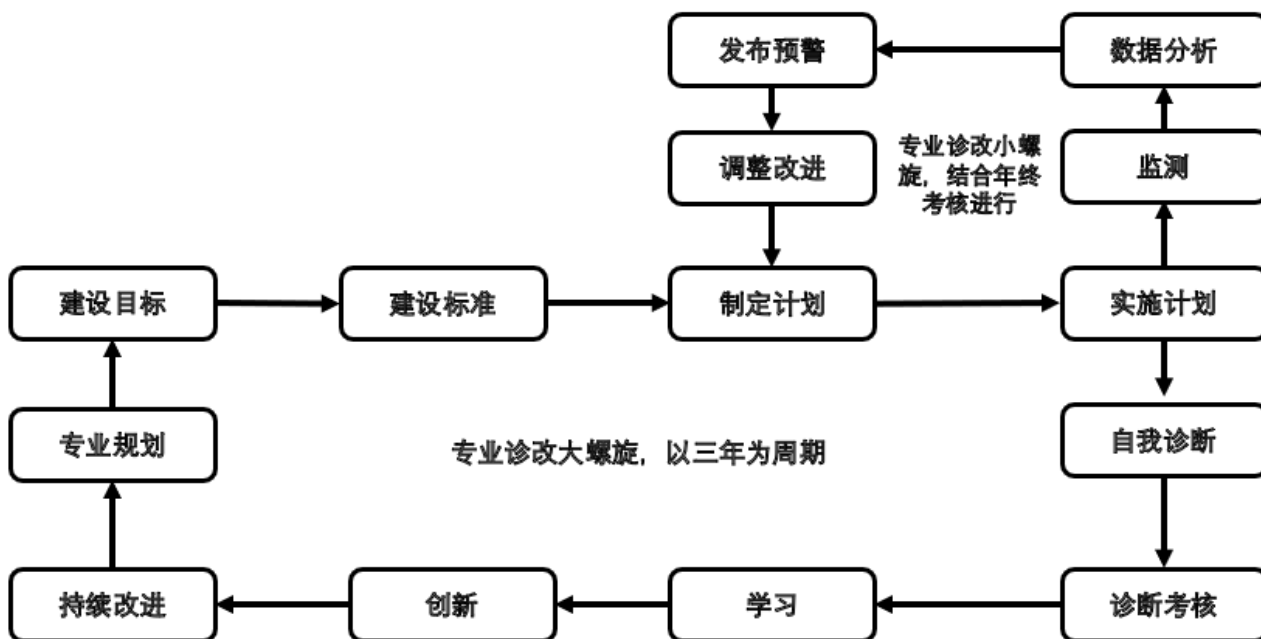 发布预警
数据分析
调整改进
专业诊改小螺
旋，结合年终
考核进行
监测
建设目标
建设标准
制定计划
实施计划
专业规划
专业诊改大螺旋，以三年为周期
自我诊断
持续改进
创新
学习
诊断考核